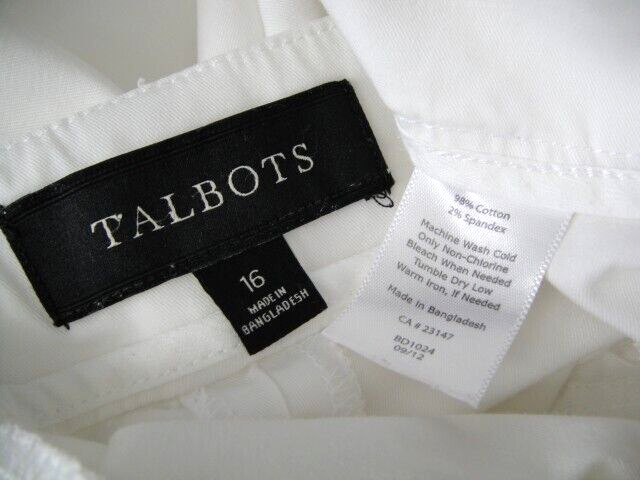 TALBOTS
16
MADE IN
BANGLADESH
98% Cotton
2% Spandex
Machine Wash Cold
Only Non-Chlorine
Bleach When Needed
Tumble Dry Low
Warm Iron, If Needed
Made in Bangladesh
CA # 23147
BD1024
09/12